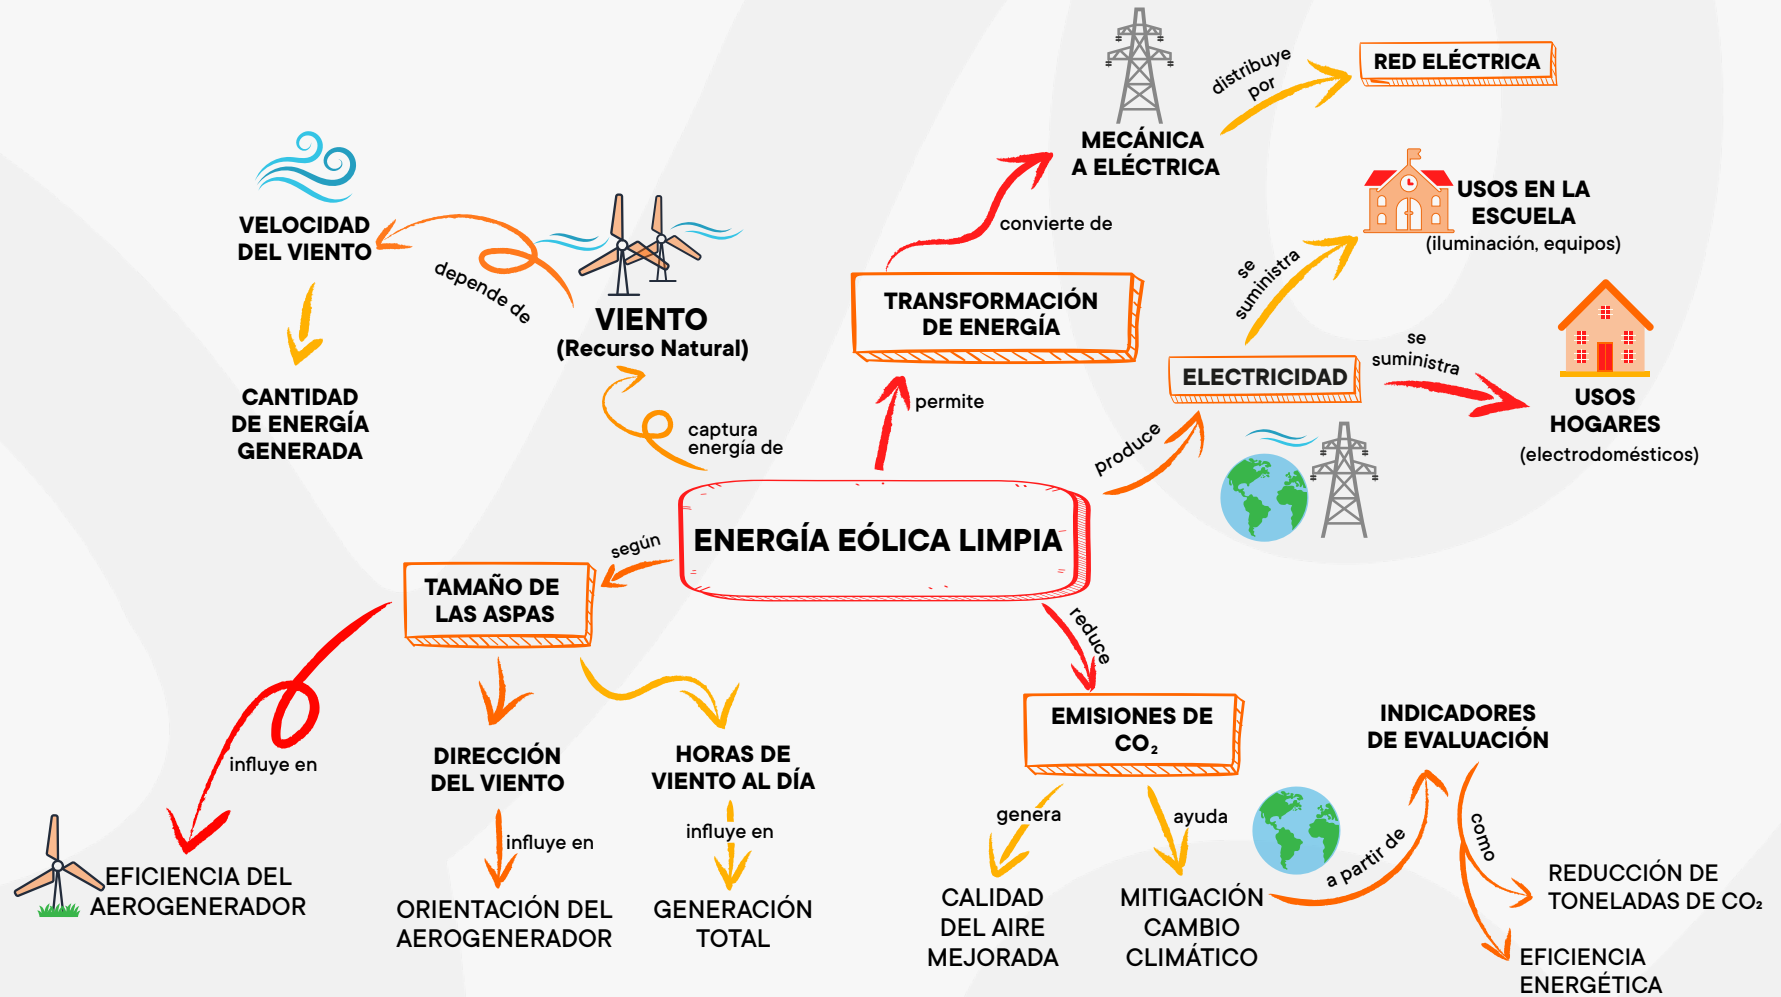 distribuye
por
RED ELÉCTRICA
MECÁNICA
A ELÉCTRICA
convierte de
USOS EN LA
ESCUELA
(iluminación, equipos)
VELOCIDAD
DEL VIENTO
depende de
VIENTO
(Recurso Natural)
TRANSFORMACIÓN
DE ENERGÍA
se
suministra
ELECTRICIDAD
se
suministra
USOS
HOGARES
(electrodomésticos)
CANTIDAD
DE ENERGÍA
GENERADA
captura
energía de
permite
produce
ENERGÍA EÓLICA LIMPIA
según
TAMAÑO DE
LAS ASPAS
reduce
influye en
DIRECCIÓN
DEL VIENTO
HORAS DE
VIENTO AL DÍA
EMISIONES DE
CO₂
INDICADORES
DE EVALUACIÓN
influye en
influye en
genera
ayuda
a partir de
como
EFICIENCIA DEL
AEROGENERADOR
ORIENTACIÓN DEL
AEROGENERADOR
GENERACIÓN
TOTAL
CALIDAD
DEL AIRE
MEJORADA
MITIGACIÓN
CAMBIO
CLIMÁTICO
REDUCCIÓN DE
TONELADAS DE CO₂
EFICIENCIA
ENERGÉTICA